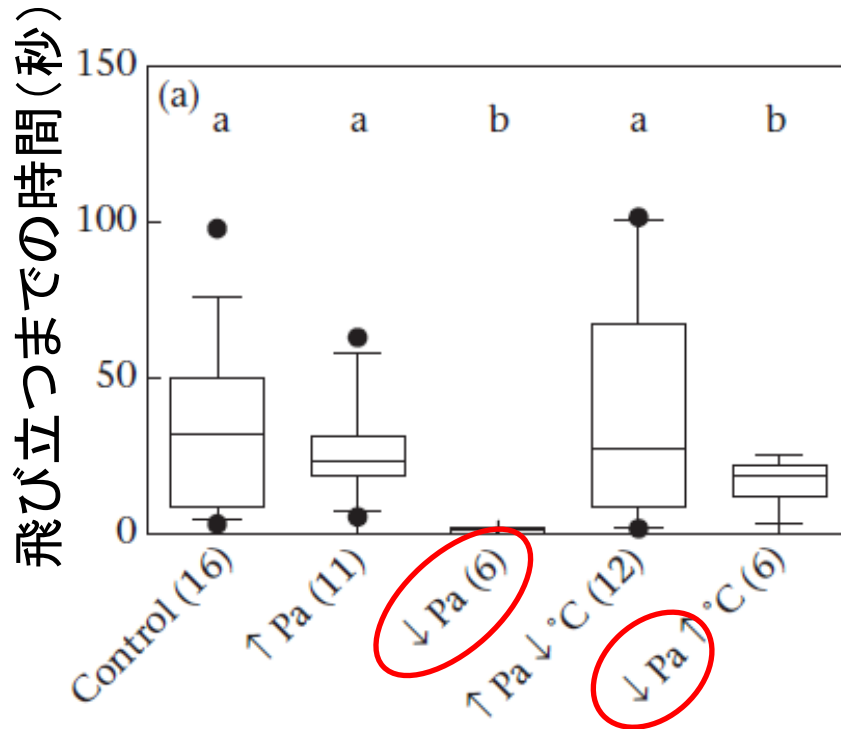 飛び立つまでの時間(秒)
150
100
50
0
(a)
a a b a b
Control (16)
↑ Pa (11)
↓ Pa (6)
↑ Pa ↓ °C (12)
↓ Pa ↑ °C (6)